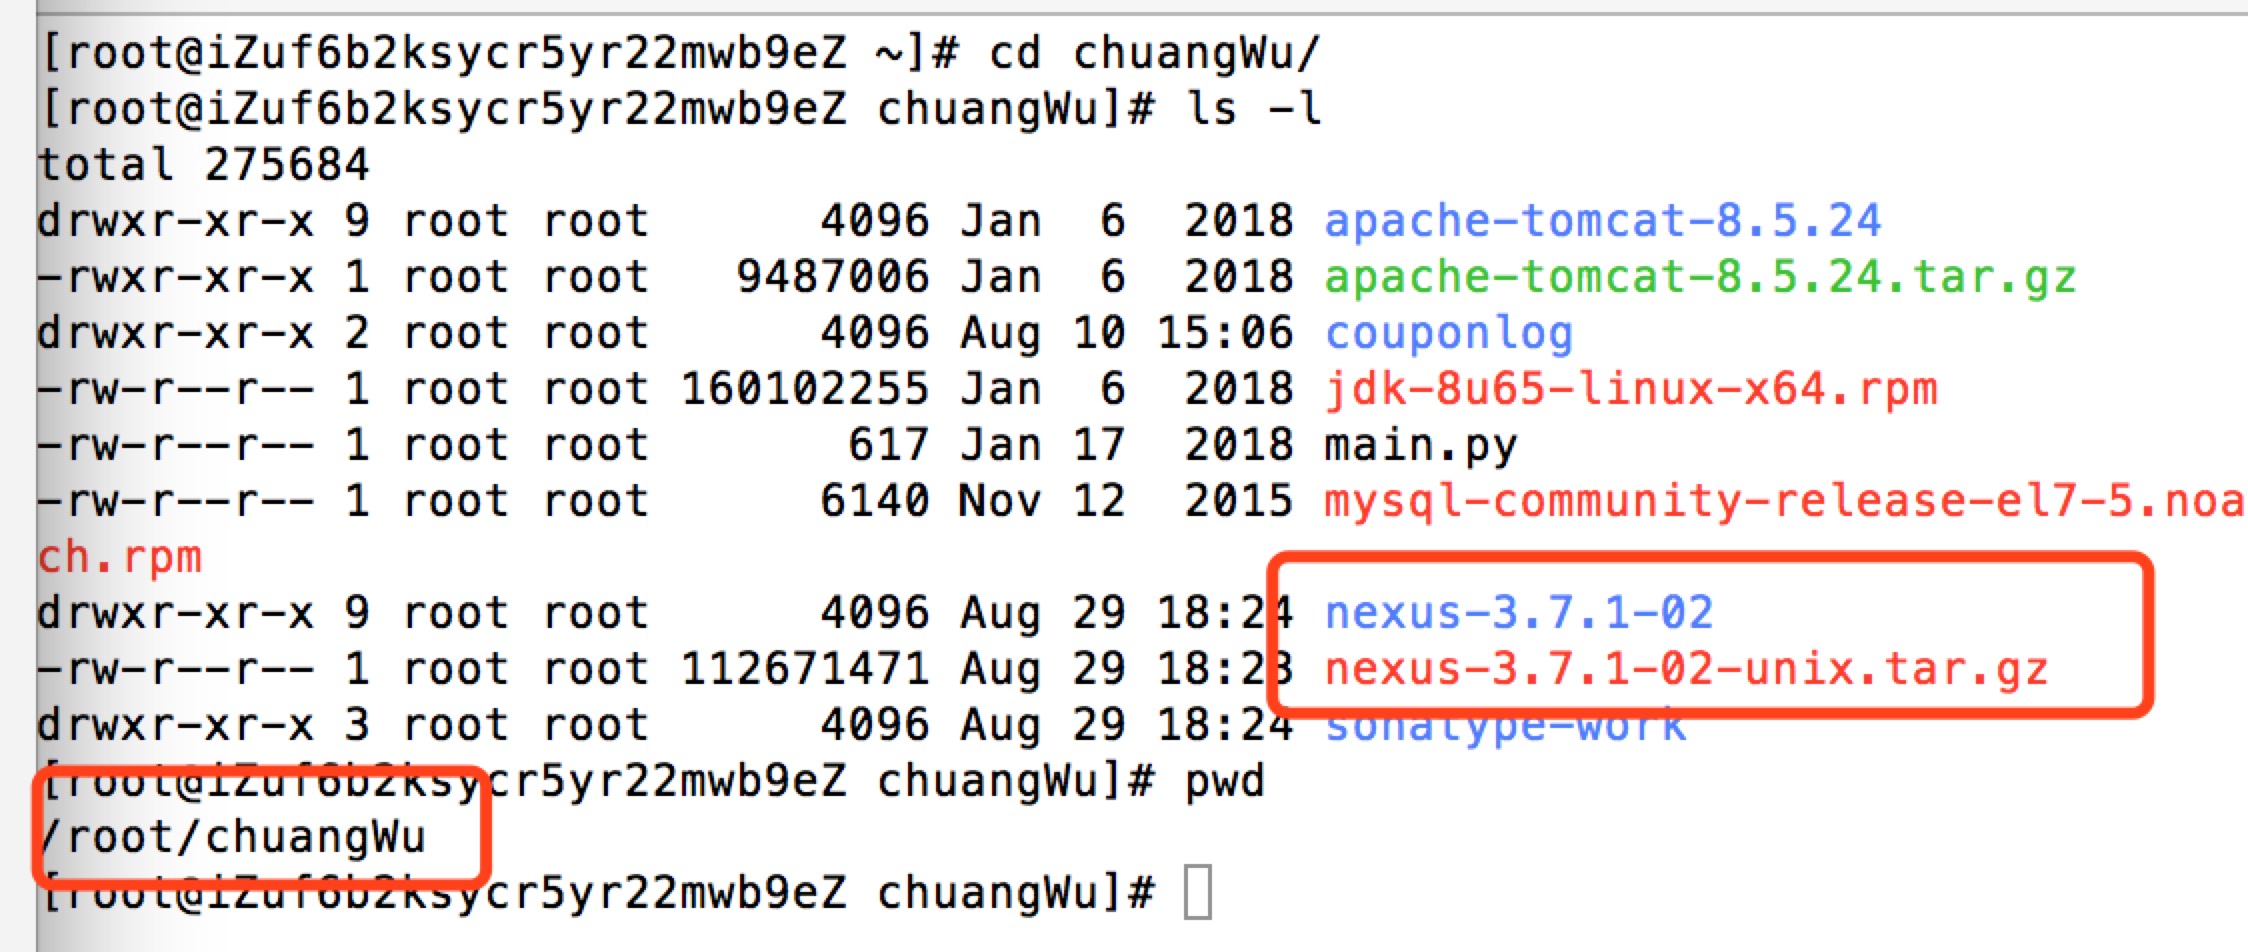 [root@iZuf6b2ksycr5yr22mwb9eZ ~]# cd chuangWu/
[root@iZuf6b2ksycr5yr22mwb9eZ chuangWu]# ls -l
total 275684
drwxr-xr-x 9 root root      4096 Jan  6  2018 apache-tomcat-8.5.24
-rwxr-xr-x 1 root root   9487006 Jan  6  2018 apache-tomcat-8.5.24.tar.gz
drwxr-xr-x 2 root root      4096 Aug 10 15:06 couponlog
-rw-r--r-- 1 root root 160102255 Jan  6  2018 jdk-8u65-linux-x64.rpm
-rw-r--r-- 1 root root       617 Jan 17  2018 main.py
-rw-r--r-- 1 root root      6140 Nov 12  2015 mysql-community-release-el7-5.noa
ch.rpm
drwxr-xr-x 9 root root      4096 Aug 29 18:24 nexus-3.7.1-02
-rw-r--r-- 1 root root 112671471 Aug 29 18:23 nexus-3.7.1-02-unix.tar.gz
drwxr-xr-x 3 root root      4096 Aug 29 18:24 sonatype-work
[root@iZuf6b2ksycr5yr22mwb9eZ chuangWu]# pwd
/root/chuangWu
[root@iZuf6b2ksycr5yr22mwb9eZ chuangWu]#